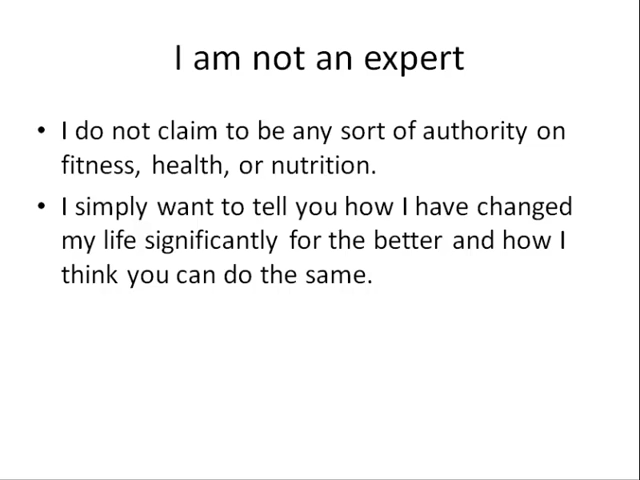 I am not an expert
• I do not claim to be any sort of authority on
fitness, health, or nutrition.
• I simply want to tell you how I have changed
my life significantly for the better and how I
think you can do the same.